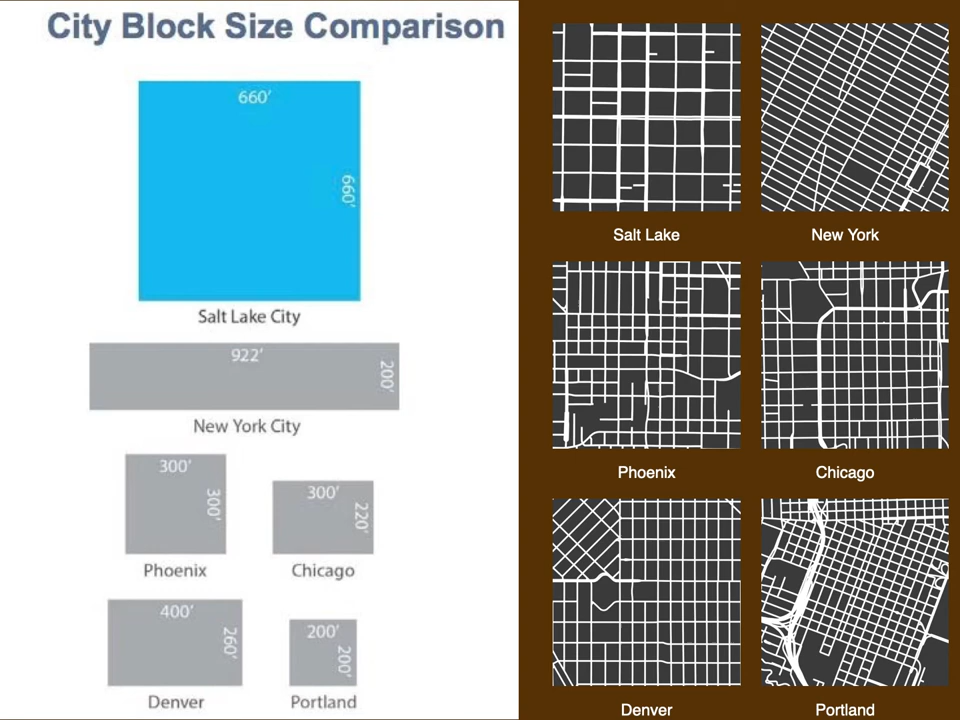 City Block Size Comparison
660′
660′
Salt Lake City
922′
200′
New York City
300′
300′
Phoenix
300′
220′
Chicago
400′
260′
Denver
200′
200′
Portland
Salt Lake
New York
Phoenix
Chicago
Denver
Portland